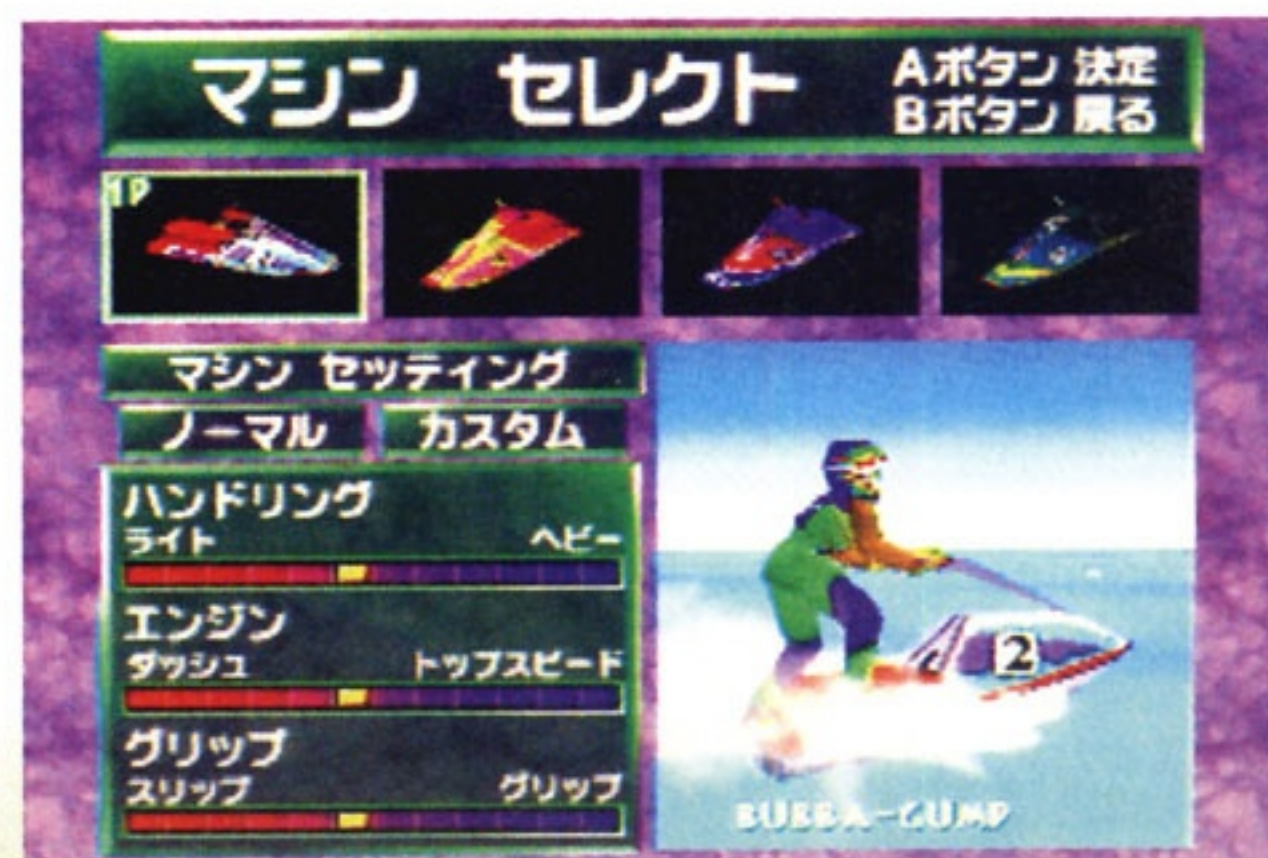 マシン セレクト
Aボタン 決定
Bボタン 戻る
1P
マシン セッティング
ノーマル カスタム
ハンドリング
ライト ヘビー
エンジン
ダッシュ トップスピード
グリップ
スリップ グリップ
2
BUBBA-GUMP